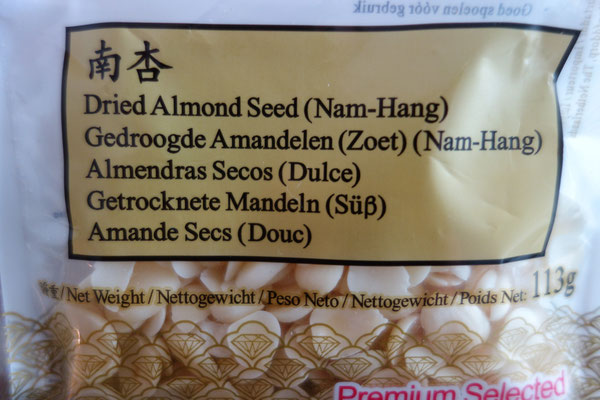 Goed spoelen vóór gebruik
南杏
Dried Almond Seed (Nam-Hang)
Gedroogde Amandelen (Zoet) (Nam-Hang)
Almendras Secos (Dulce)
Getrocknete Mandeln (Süβ)
Amande Secs (Douc)
/Net Weight / Nettogewicht / Peso Neto / Nettogewicht / Poids Net: 113g
Premium Selected